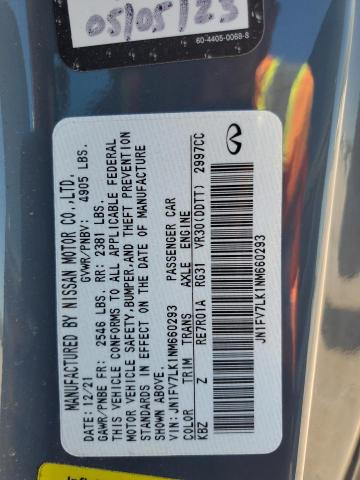 05/05/23
60-4405-0069-S
MANUFACTURED BY NISSAN MOTOR CO.,LTD.
DATE: 12/21 GVWR/PNBV: 4905 LBS.
GAWR/PNBE FR: 2546 LBS. RR: 2381 LBS.
THIS VEHICLE CONFORMS TO ALL APPLICABLE FEDERAL
MOTOR VEHICLE SAFETY,BUMPER,AND THEFT PREVENTION
STANDARDS IN EFFECT ON THE DATE OF MANUFACTURE
SHOWN ABOVE.
VIN: JN1FV7LK1NM660293 PASSENGER CAR
COLOR TRIM TRANS AXLE ENGINE
KBZ Z RE7R01A RG31 VR30(DDTT) 2997CC
JN1FV7LK1NM660293